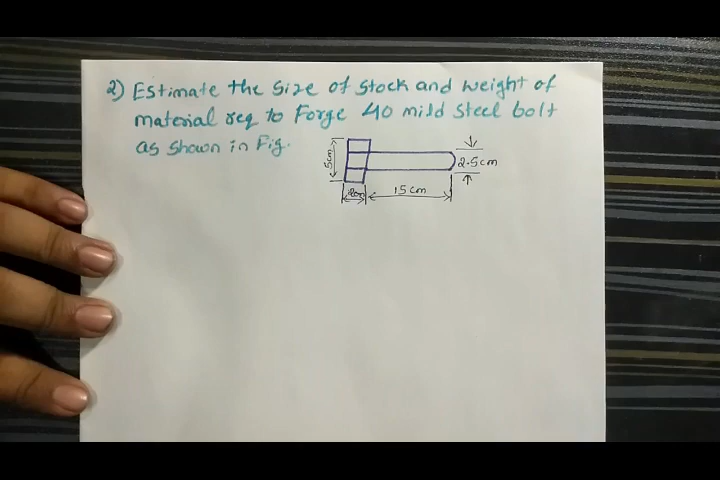 2) Estimate the size of stock and weight of
material req to Forge 40 mild steel bolt
as shown in Fig.
5cm
2.5cm
2cm
15cm